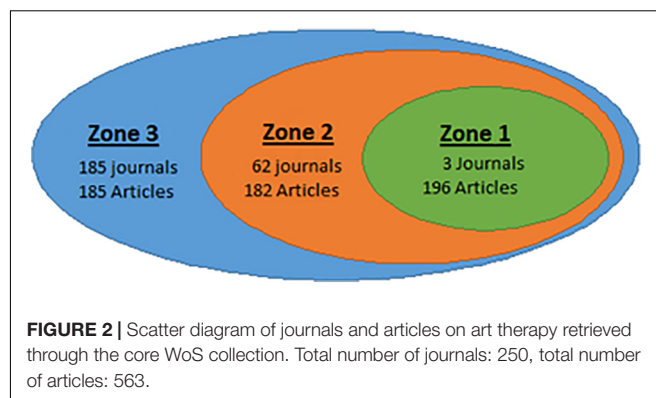 Zone 3
185 journals
185 Articles
Zone 2
62 journals
182 Articles
Zone 1
3 Journals
196 Articles
FIGURE 2 | Scatter diagram of journals and articles on art therapy retrieved
through the core WoS collection. Total number of journals: 250, total number
of articles: 563.